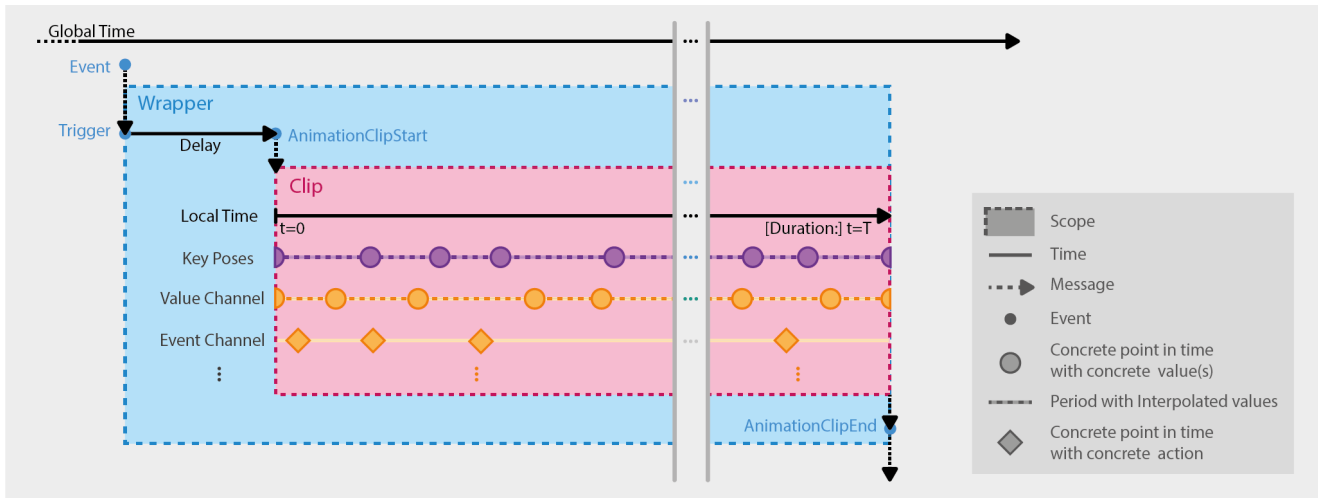 Global Time
Event
Wrapper
Trigger
AnimationClipStart
Delay
Clip
Local Time
t=0
[Duration:] t=T
Key Poses
Value Channel
Event Channel
AnimationClipEnd
Scope
Time
Message
Event
Concrete point in time
with concrete value(s)
Period with Interpolated values
Concrete point in time
with concrete action